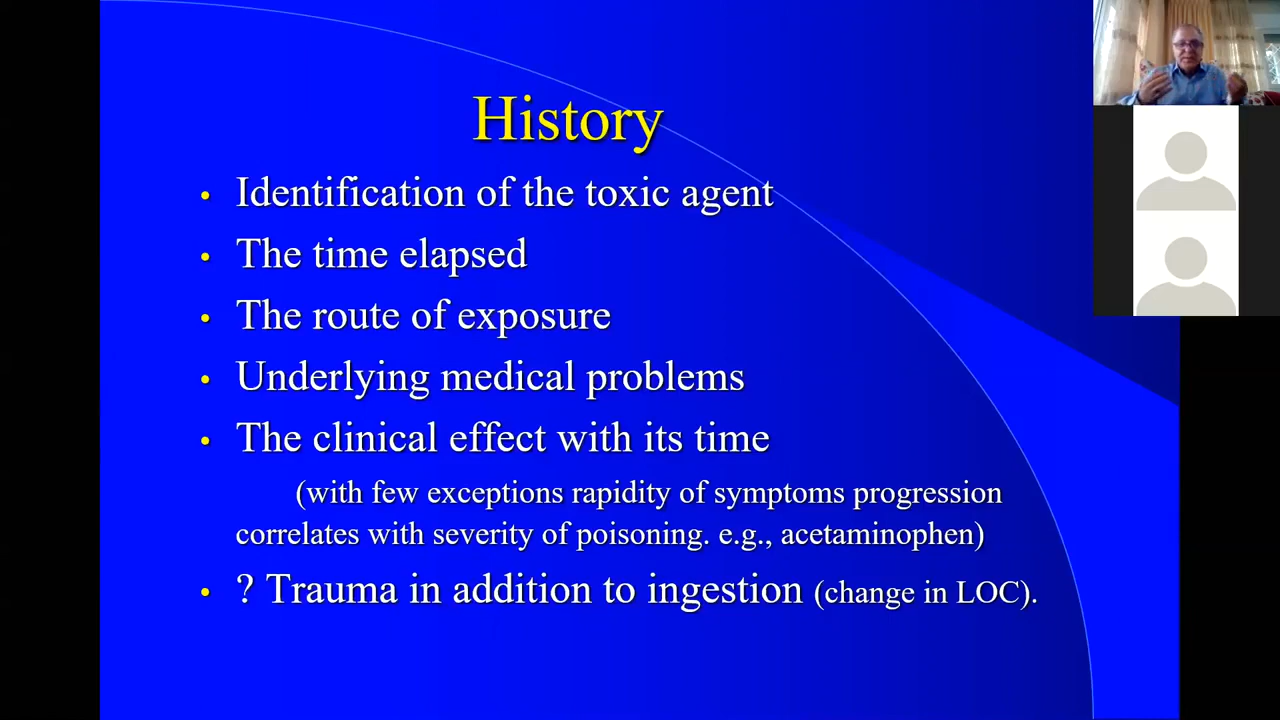 History
• Identification of the toxic agent
• The time elapsed
• The route of exposure
• Underlying medical problems
• The clinical effect with its time
(with few exceptions rapidity of symptoms progression
correlates with severity of poisoning. e.g., acetaminophen)
• ? Trauma in addition to ingestion (change in LOC).